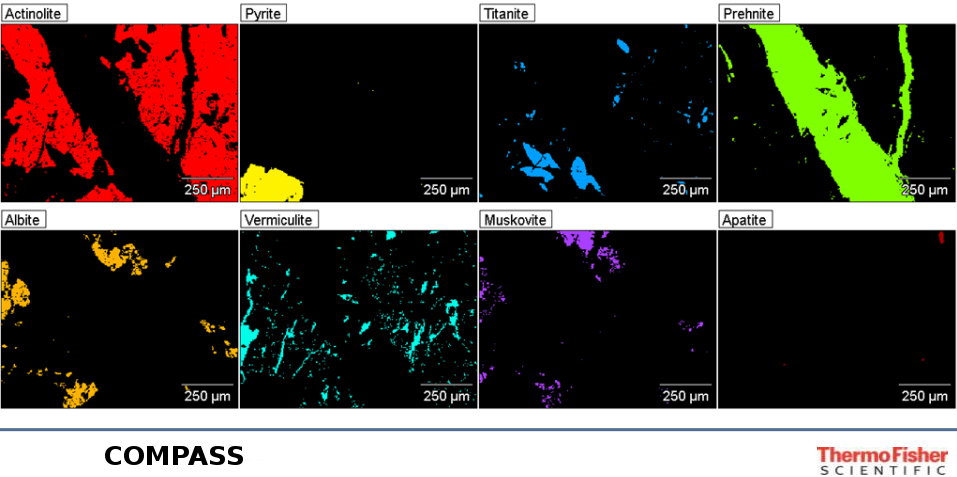 Actinolite
Pyrite
Titanite
Prehnite
250 µm
250 µm
250 µm
250 µm
Albite
Vermiculite
Muskovite
Apatite
250 µm
250 µm
250 µm
250 µm
COMPASS
ThermoFisher
SCIENTIFIC